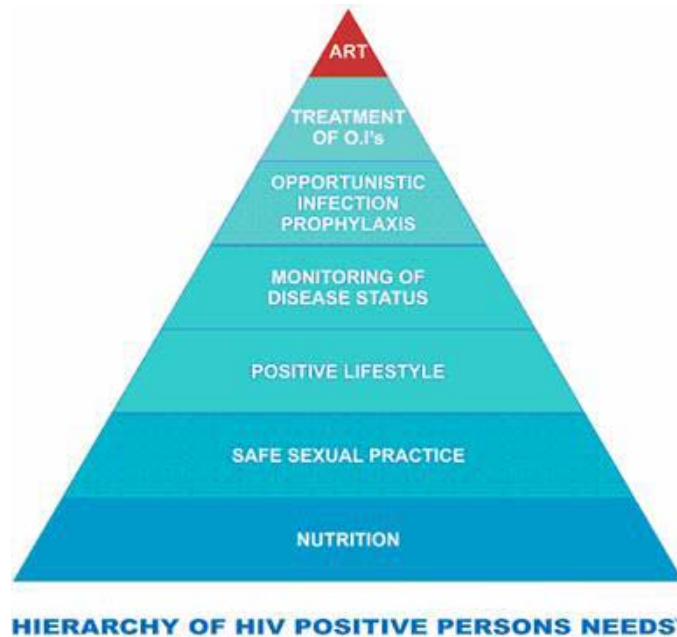 ART
TREATMENT
OF O.I's
OPPORTUNISTIC
INFECTION
PROPHYLAXIS
MONITORING OF
DISEASE STATUS
POSITIVE LIFESTYLE
SAFE SEXUAL PRACTICE
NUTRITION
HIERARCHY OF HIV POSITIVE PERSONS NEEDS